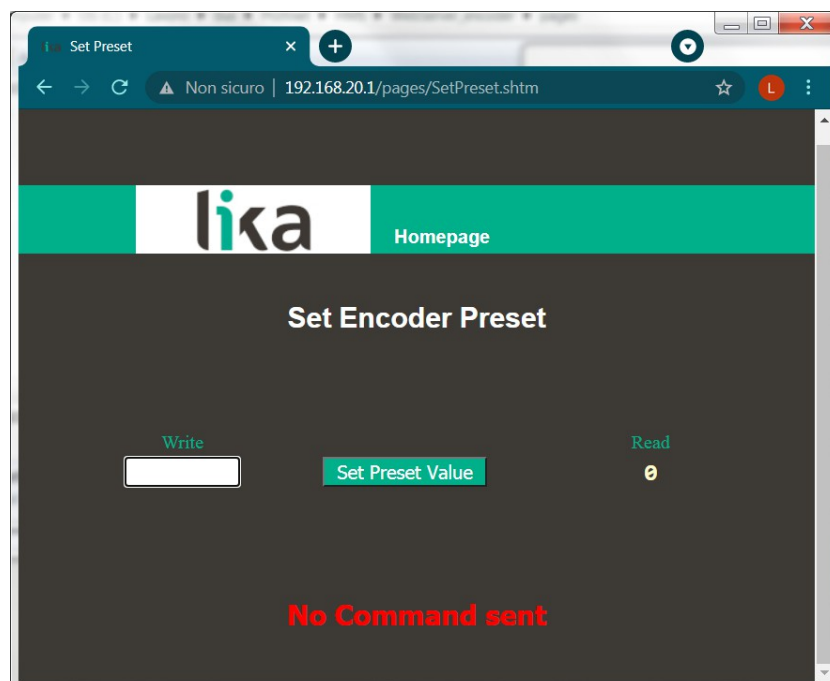 Set Preset
Non sicuro | 192.168.20.1/pages/SetPreset.shtm
L
lika
Homepage
Set Encoder Preset
Write
Read
Set Preset Value
0
No Command sent